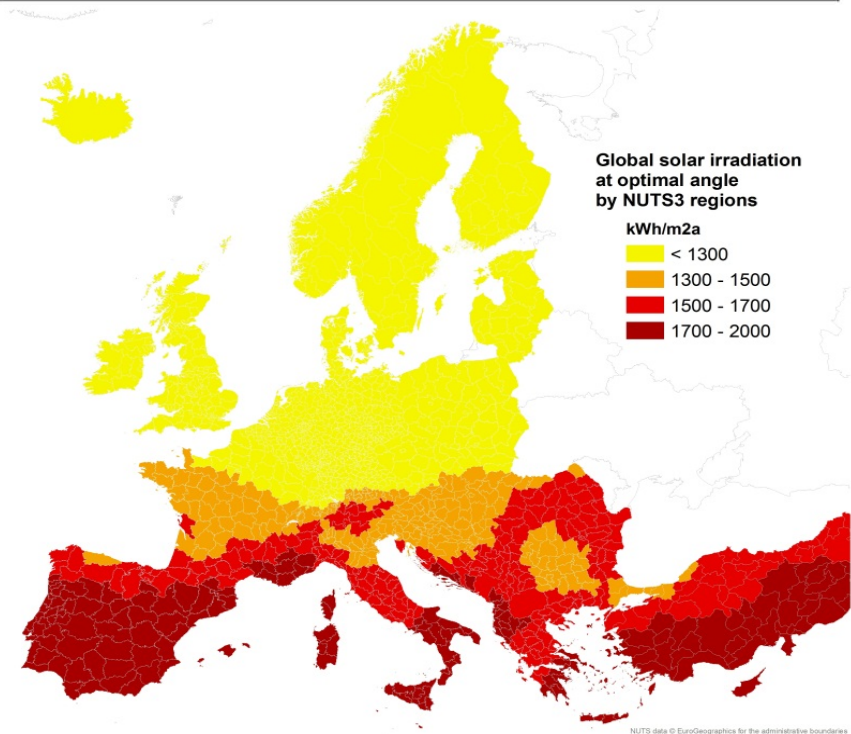 Global solar irradiation
at optimal angle
by NUTS3 regions
kWh/m2a
< 1300
1300 - 1500
1500 - 1700
1700 - 2000
NUTS data © EuroGeographics for the administrative boundaries